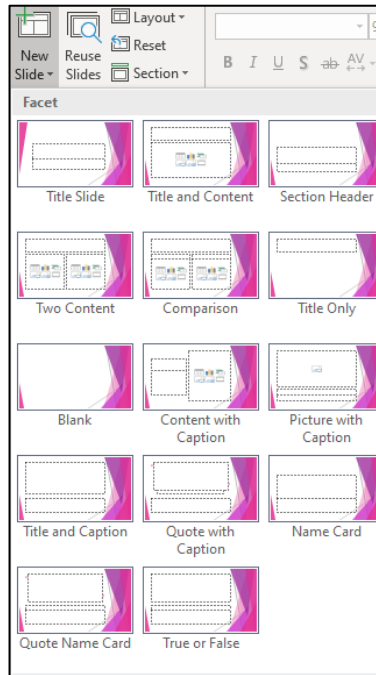 New
Slide
Reuse
Slides
Layout
Reset
Section
B I U S ab AV
Facet
Title Slide
Title and Content
Section Header
Two Content
Comparison
Title Only
Blank
Content with
Caption
Picture with
Caption
Title and Caption
Quote with
Caption
Name Card
Quote Name Card
True or False